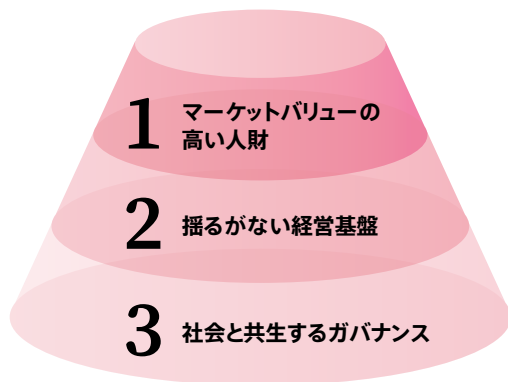 1
マーケットバリューの
高い人財
2
揺るがない経営基盤
3
社会と共生するガバナンス